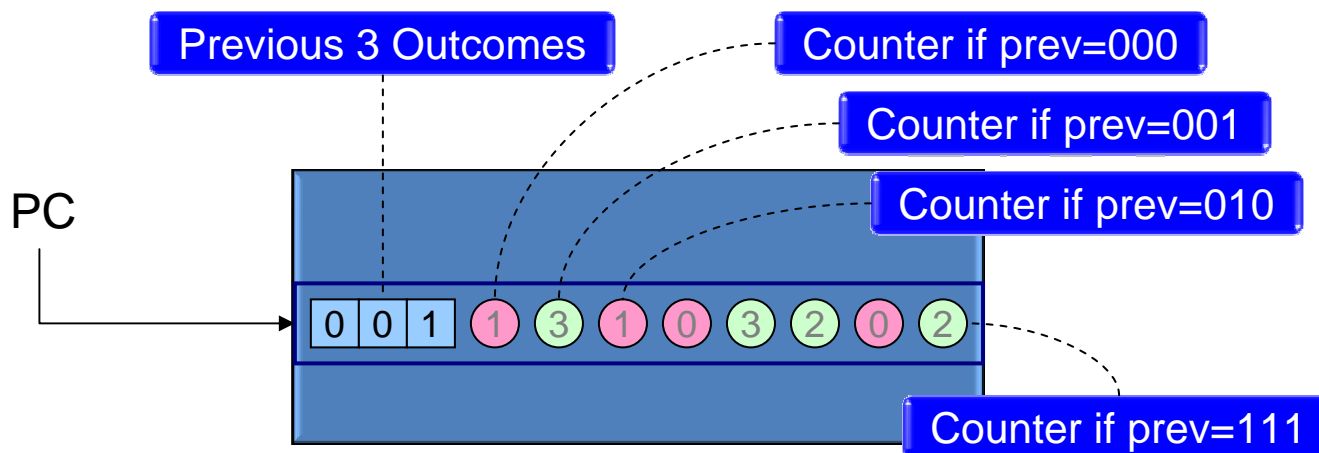 Previous 3 Outcomes
Counter if prev=000
Counter if prev=001
Counter if prev=010
PC
0 0 1 1 3 1 0 3 2 0 2
Counter if prev=111